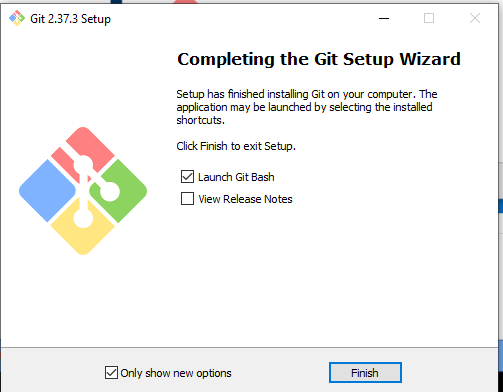 Git 2.37.3 Setup
Completing the Git Setup Wizard
Setup has finished installing Git on your computer. The
application may be launched by selecting the installed
shortcuts.
Click Finish to exit Setup.
Launch Git Bash
View Release Notes
Only show new options
Finish